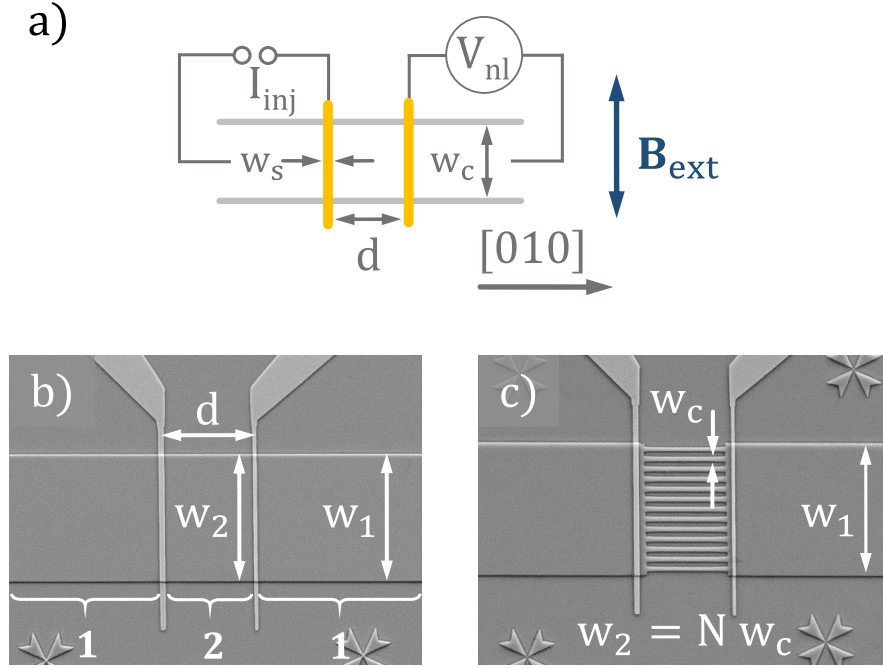 a)
I_inj
V_nl
w_s
w_c
B_ext
d
[010]
b)
d
w_2
w_1
1
2
1
c)
w_c
w_1
w_2 = N w_c